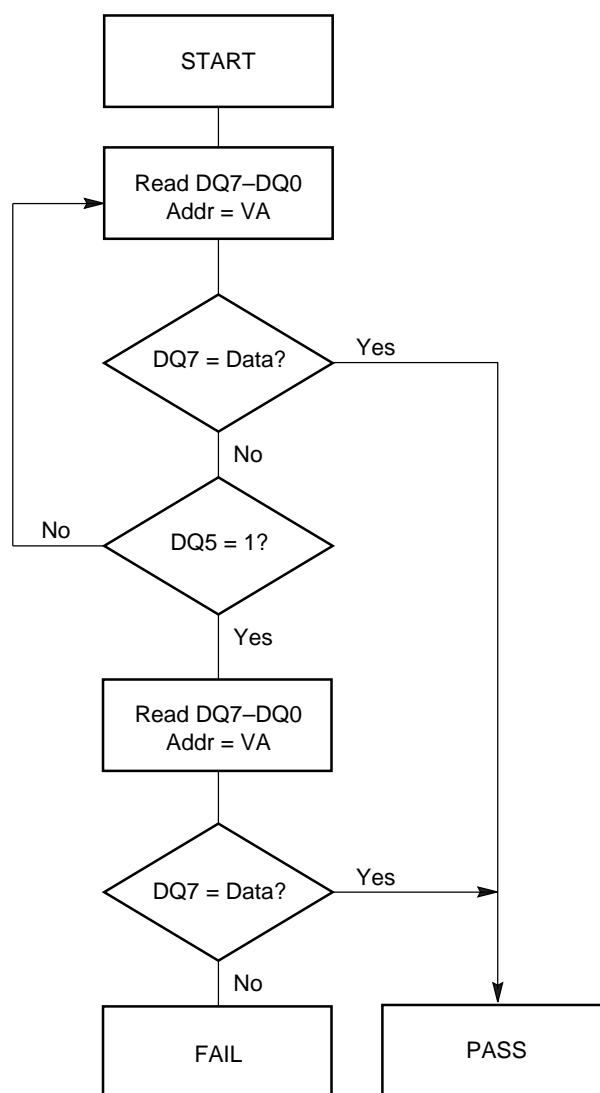 START
Read DQ7–DQ0
Addr = VA
DQ7 = Data?
Yes
No
No
DQ5 = 1?
Yes
Read DQ7–DQ0
Addr = VA
DQ7 = Data?
Yes
No
FAIL
PASS